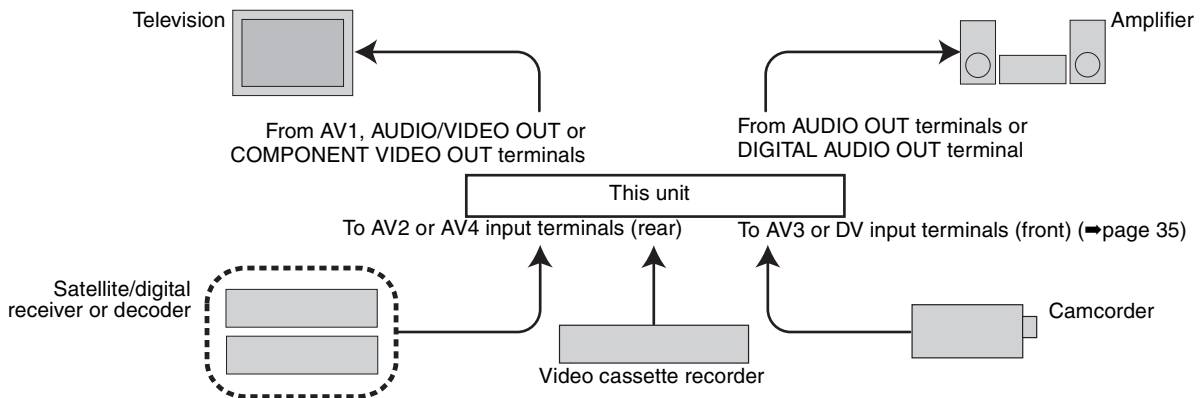 Television
Amplifier
From AV1, AUDIO/VIDEO OUT or
COMPONENT VIDEO OUT terminals
From AUDIO OUT terminals or
DIGITAL AUDIO OUT terminal
This unit
To AV2 or AV4 input terminals (rear)
To AV3 or DV input terminals (front) (➡page 35)
Satellite/digital
receiver or decoder
Video cassette recorder
Camcorder